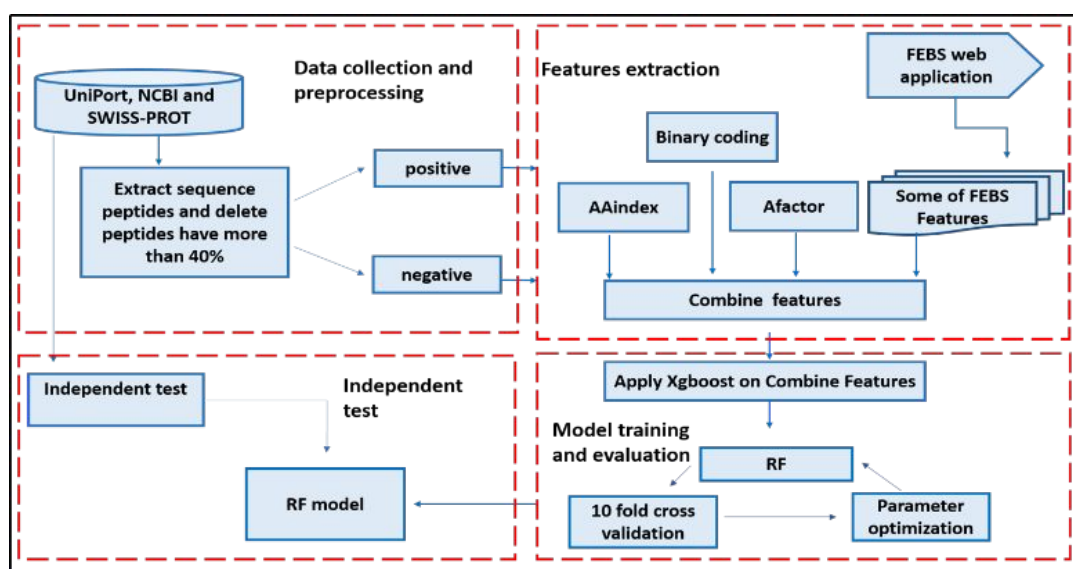 Data collection and
preprocessing
UniPort, NCBI and
SWISS-PROT
Extract sequence
peptides and delete
peptides have more
than 40%
positive
negative
Features extraction
FEBS web
application
Binary coding
AAindex
Afactor
Some of FEBS
Features
Combine features
Independent test
Independent
test
RF model
Apply Xgboost on Combine Features
Model training
and evaluation
RF
10 fold cross
validation
Parameter
optimization